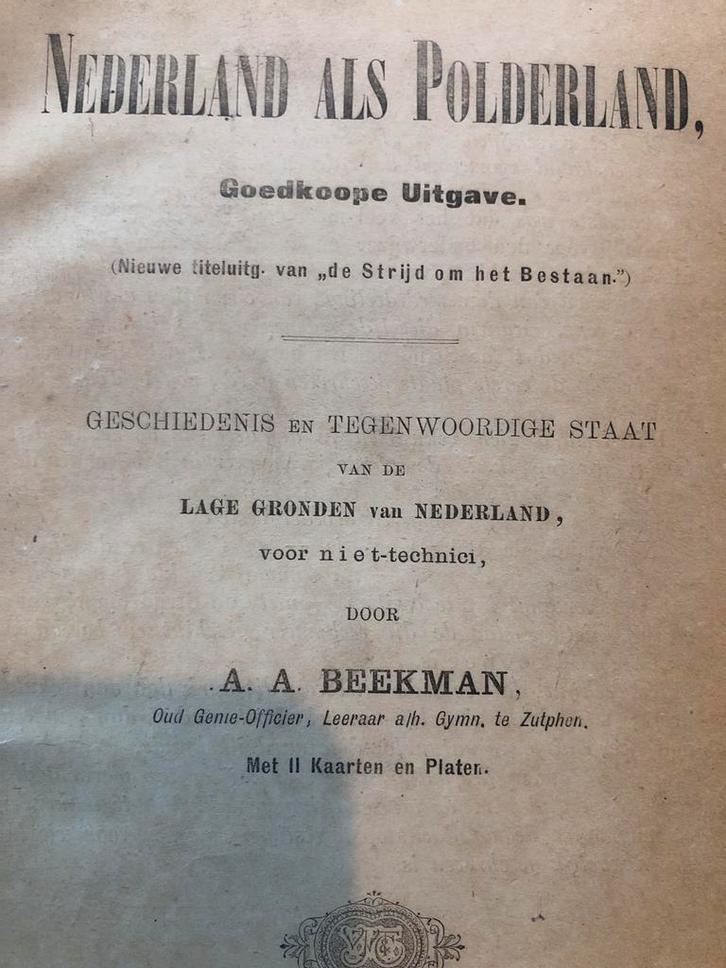 NEDERLAND ALS POLDERLAND,
Goedkoope Uitgave.
(Nieuwe titeluitg. van „de Strijd om het Bestaan.”)
GESCHIEDENIS EN TEGENWOORDIGE STAAT
VAN DE
LAGE GRONDEN van NEDERLAND,
voor niet-technici,
DOOR
A. A. BEEKMAN,
Oud Genie-Officier, Leeraar a/h. Gymn. te Zutphen.
Met 11 Kaarten en Platen.